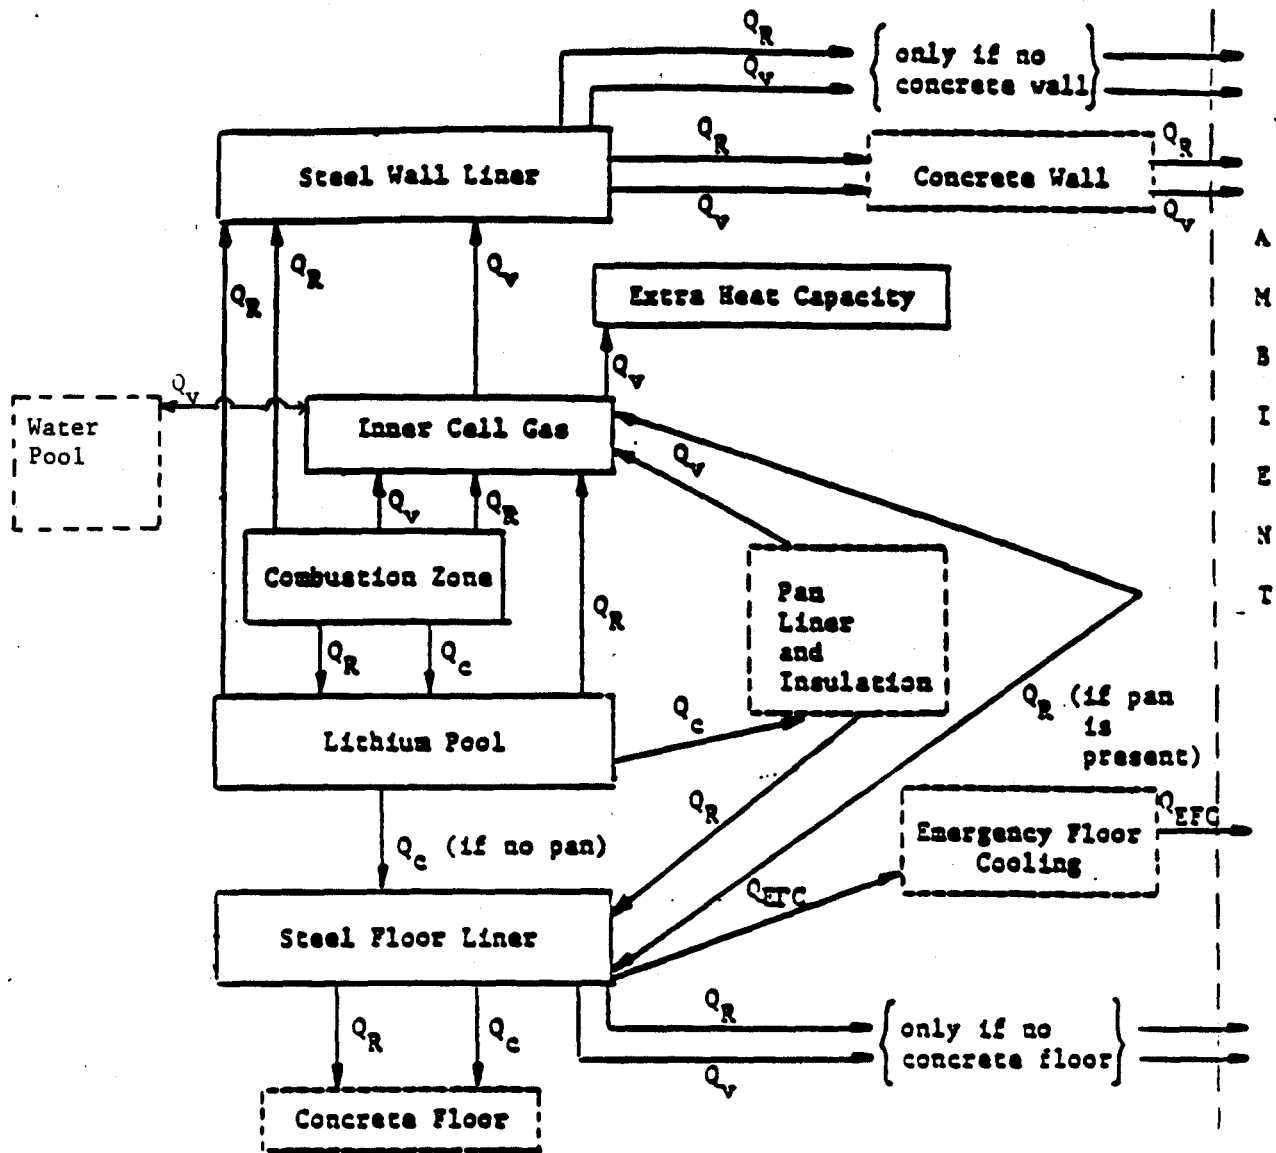 Q_R
Q_v
only if no
concrete wall
Steel Wall Liner
Q_R
Q_v
Concrete Wall
Q_R
Q_v
AMBIENT
Q_R
Q_R
Q_v
Extra Heat Capacity
Q_v
Q_v
Water
Pool
Inner Cell Gas
Q_v
Q_v
Q_R
Combustion Zone
Pan
Liner
and
Insulation
Q_R
Q_R
Q_c
Q_R (if pan
is
present)
Lithium Pool
Q_c
Q_R
Q_c (if no pan)
Emergency Floor
Cooling
Q_EFC
Q_EFC
Steel Floor Liner
Q_R
Q_c
Q_R
Q_v
only if no
concrete floor
Concrete Floor